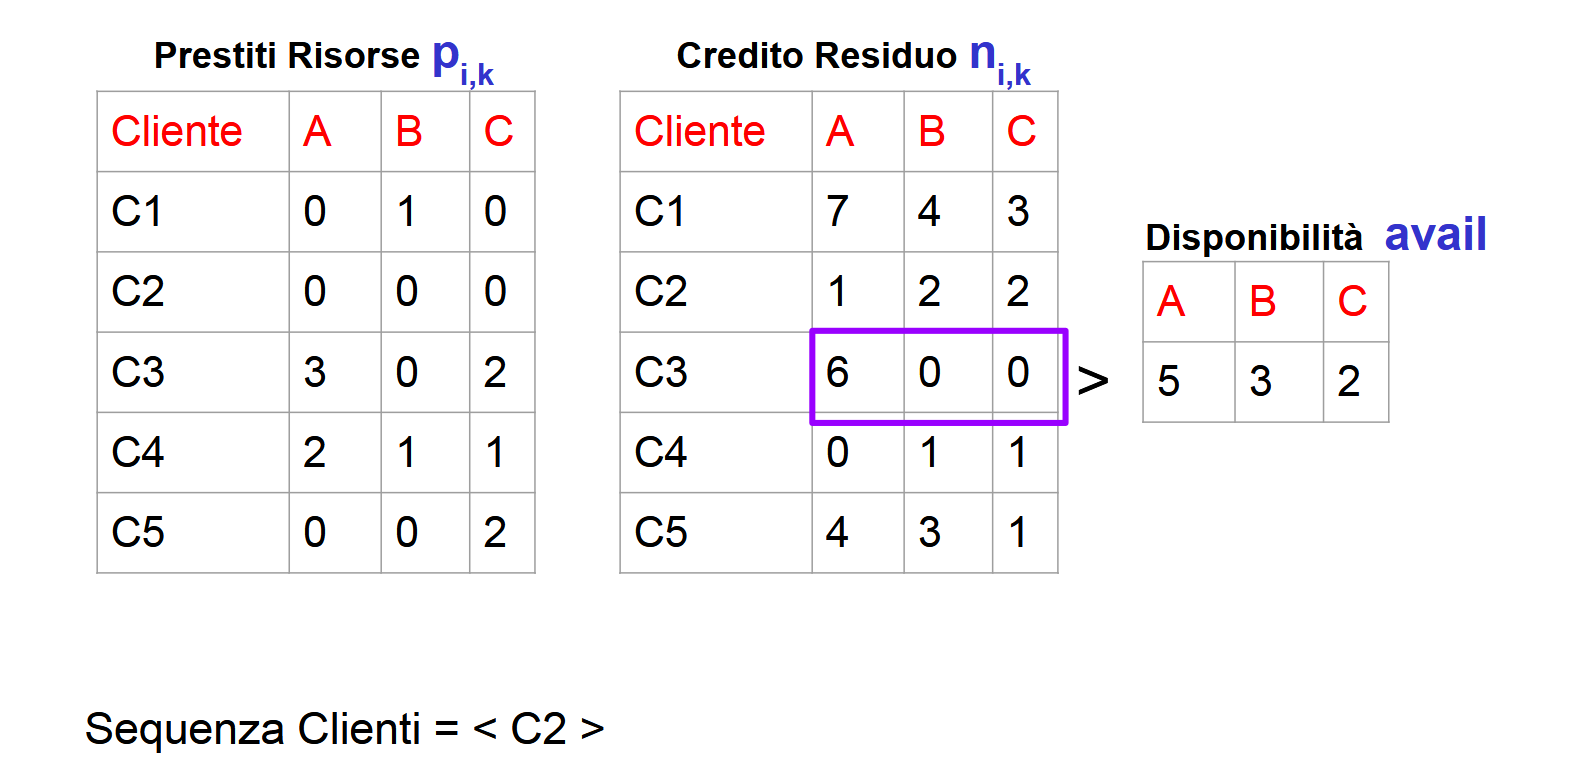 Prestiti Risorse pi,k
Cliente A B C
C1 0 1 0
C2 0 0 0
C3 3 0 2
C4 2 1 1
C5 0 0 2
Credito Residuo ni,k
Cliente A B C
C1 7 4 3
C2 1 2 2
C3 6 0 0
C4 0 1 1
C5 4 3 1
>
Disponibilità avail
A B C
5 3 2
Sequenza Clienti = < C2 >